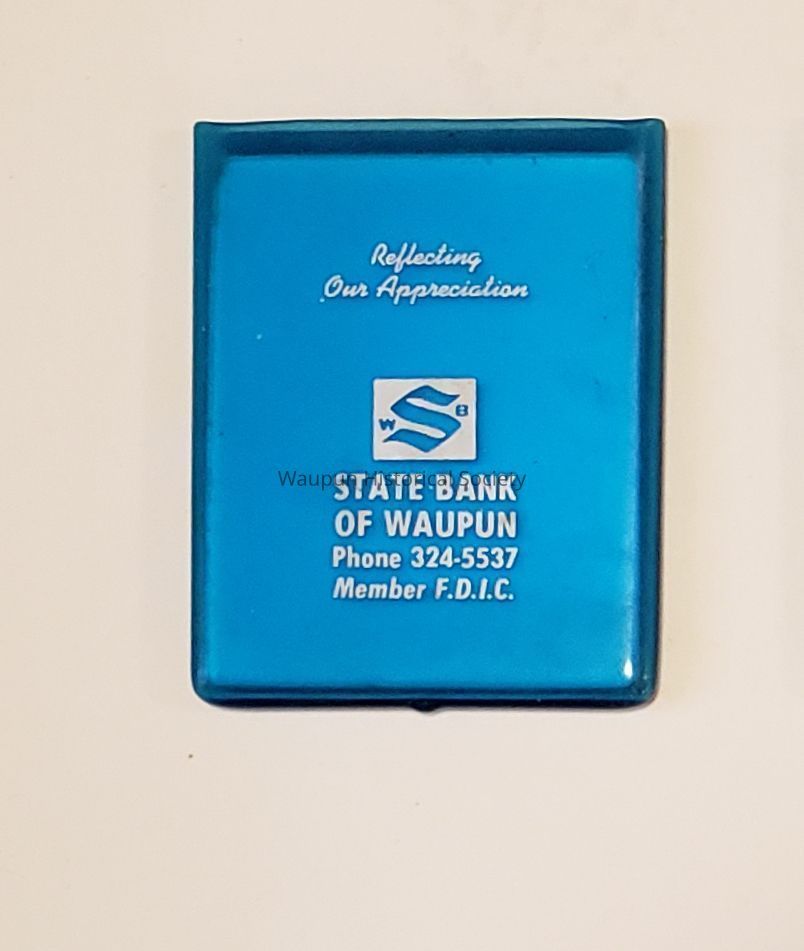 Reflecting
Our Appreciation
W S B
Waupun Historical Society
STATE BANK
OF WAUPUN
Phone 324-5537
Member F.D.I.C.